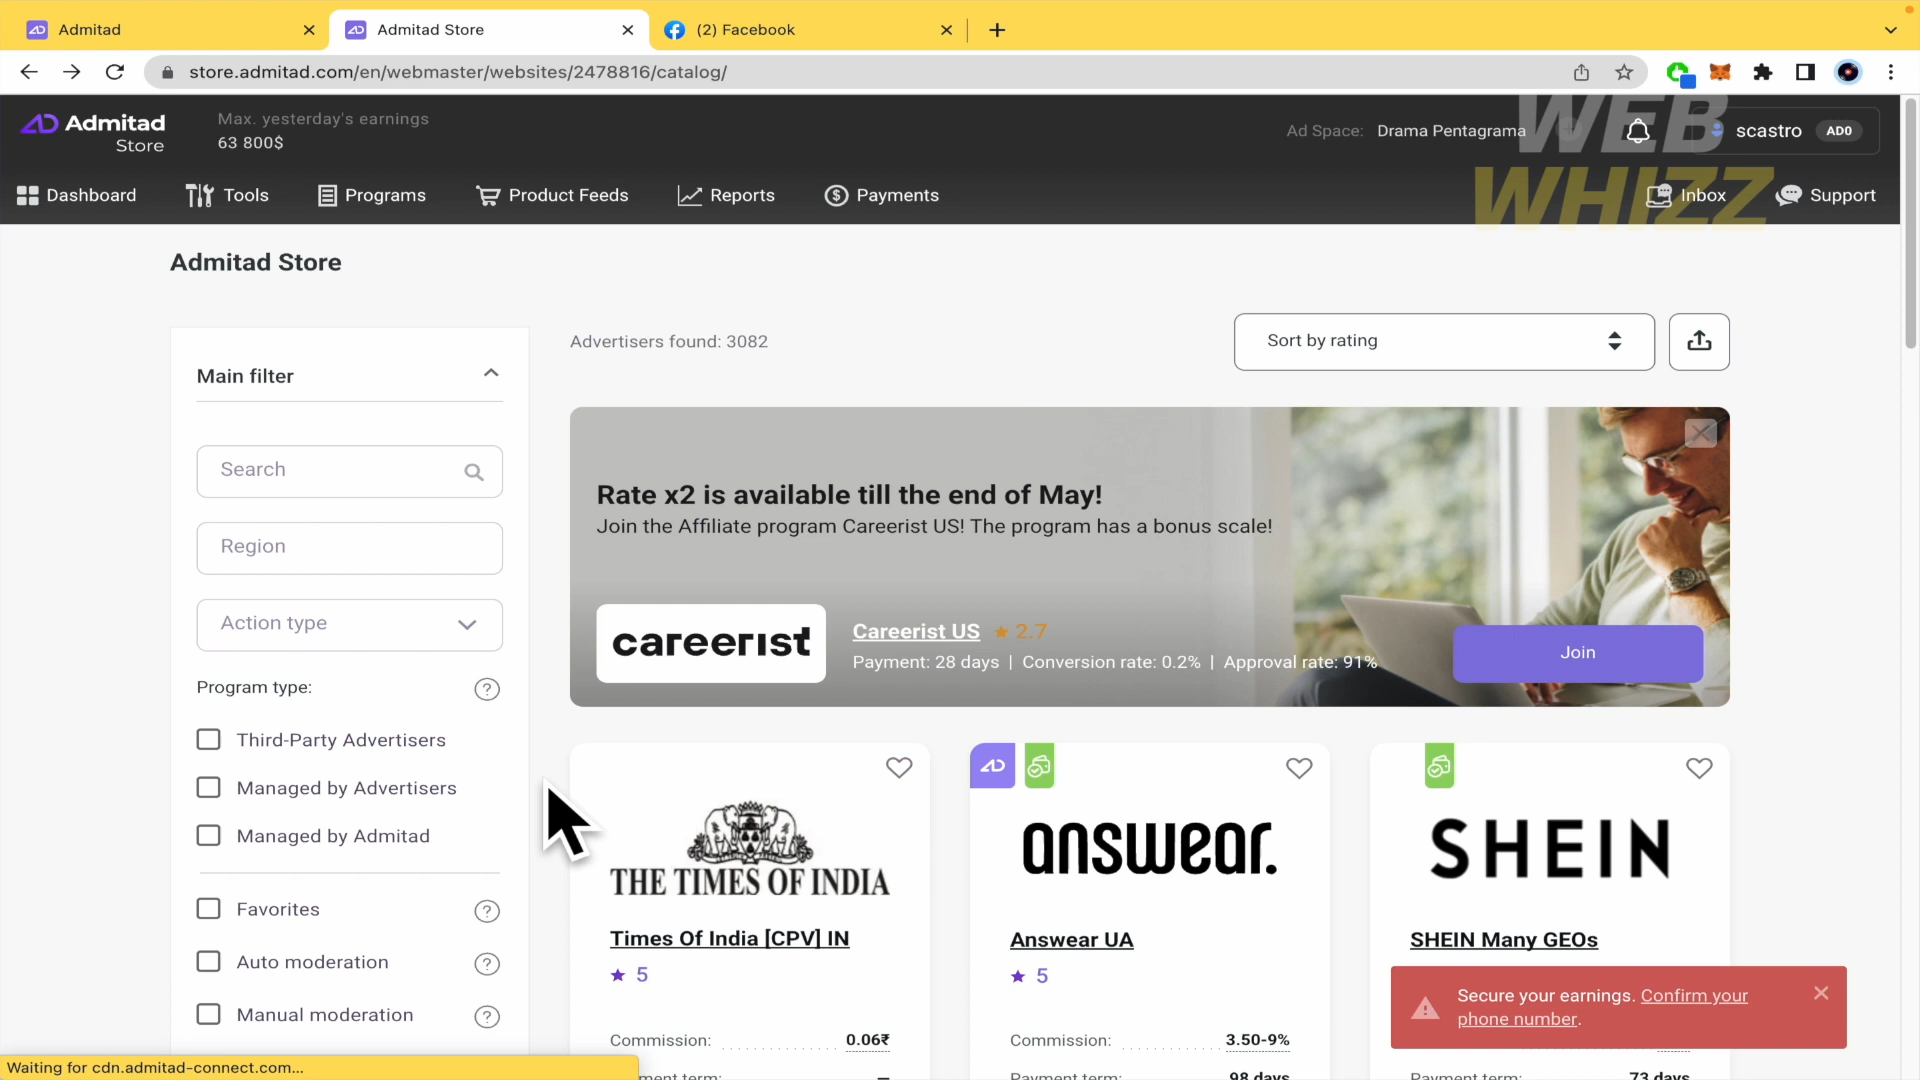 Admitad
Admitad Store
(2) Facebook
store.admitad.com/en/webmaster/websites/2478816/catalog/
Admitad
Store
Max. yesterday's earnings
63 800$
Ad Space: Drama Pentagrama
scastro AD0
WEB
WHIZZ
Dashboard
Tools
Programs
Product Feeds
Reports
Payments
Inbox
Support
Admitad Store
Main filter
Search
Region
Action type
Program type:
?
Third-Party Advertisers
Managed by Advertisers
Managed by Admitad
Favorites
?
Auto moderation
?
Manual moderation
?
Advertisers found: 3082
Sort by rating
Rate x2 is available till the end of May!
Join the Affiliate program Careerist US! The program has a bonus scale!
careerist
Careerist US ★ 2.7
Payment: 28 days | Conversion rate: 0.2% | Approval rate: 91%
Join
THE TIMES OF INDIA
Times Of India [CPV] IN
★ 5
Commission: 0.06₹
ment term: –
answear.
Answear UA
★ 5
Commission: 3.50-9%
Payment term: 98 days
SHEIN
SHEIN Many GEOs
Payment term: 73 days
Secure your earnings. Confirm your
phone number.
Waiting for cdn.admitad-connect.com...